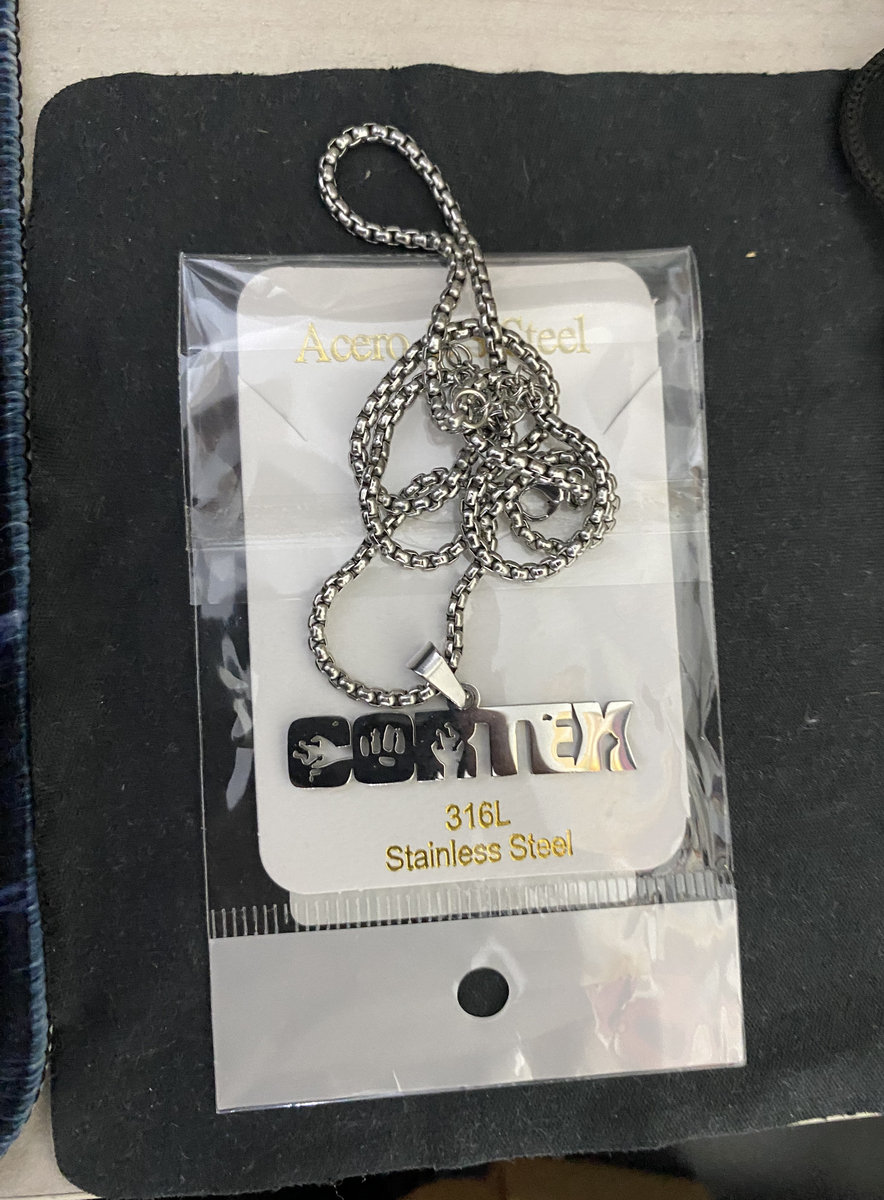 Acero Steel
CORTEX
316L
Stainless Steel